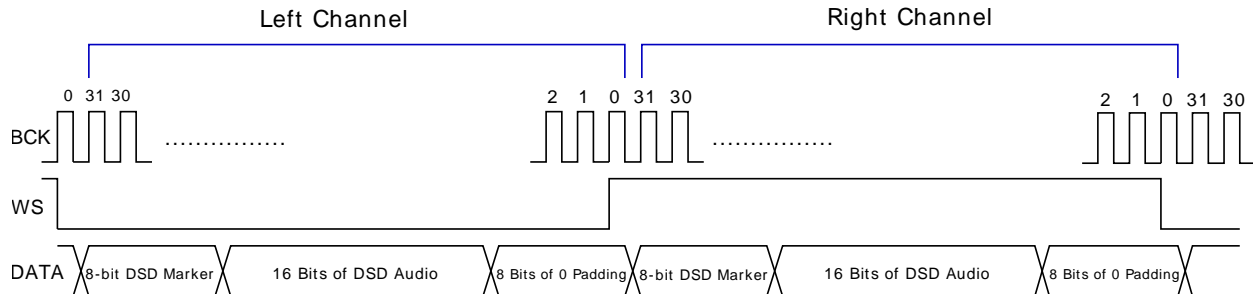 Left Channel
Right Channel
0 31 30
2 1 0 31 30
2 1 0 31 30
BCK
................
................
WS
DATA
8-bit DSD Marker
16 Bits of DSD Audio
8 Bits of 0 Padding
8-bit DSD Marker
16 Bits of DSD Audio
8 Bits of 0 Padding